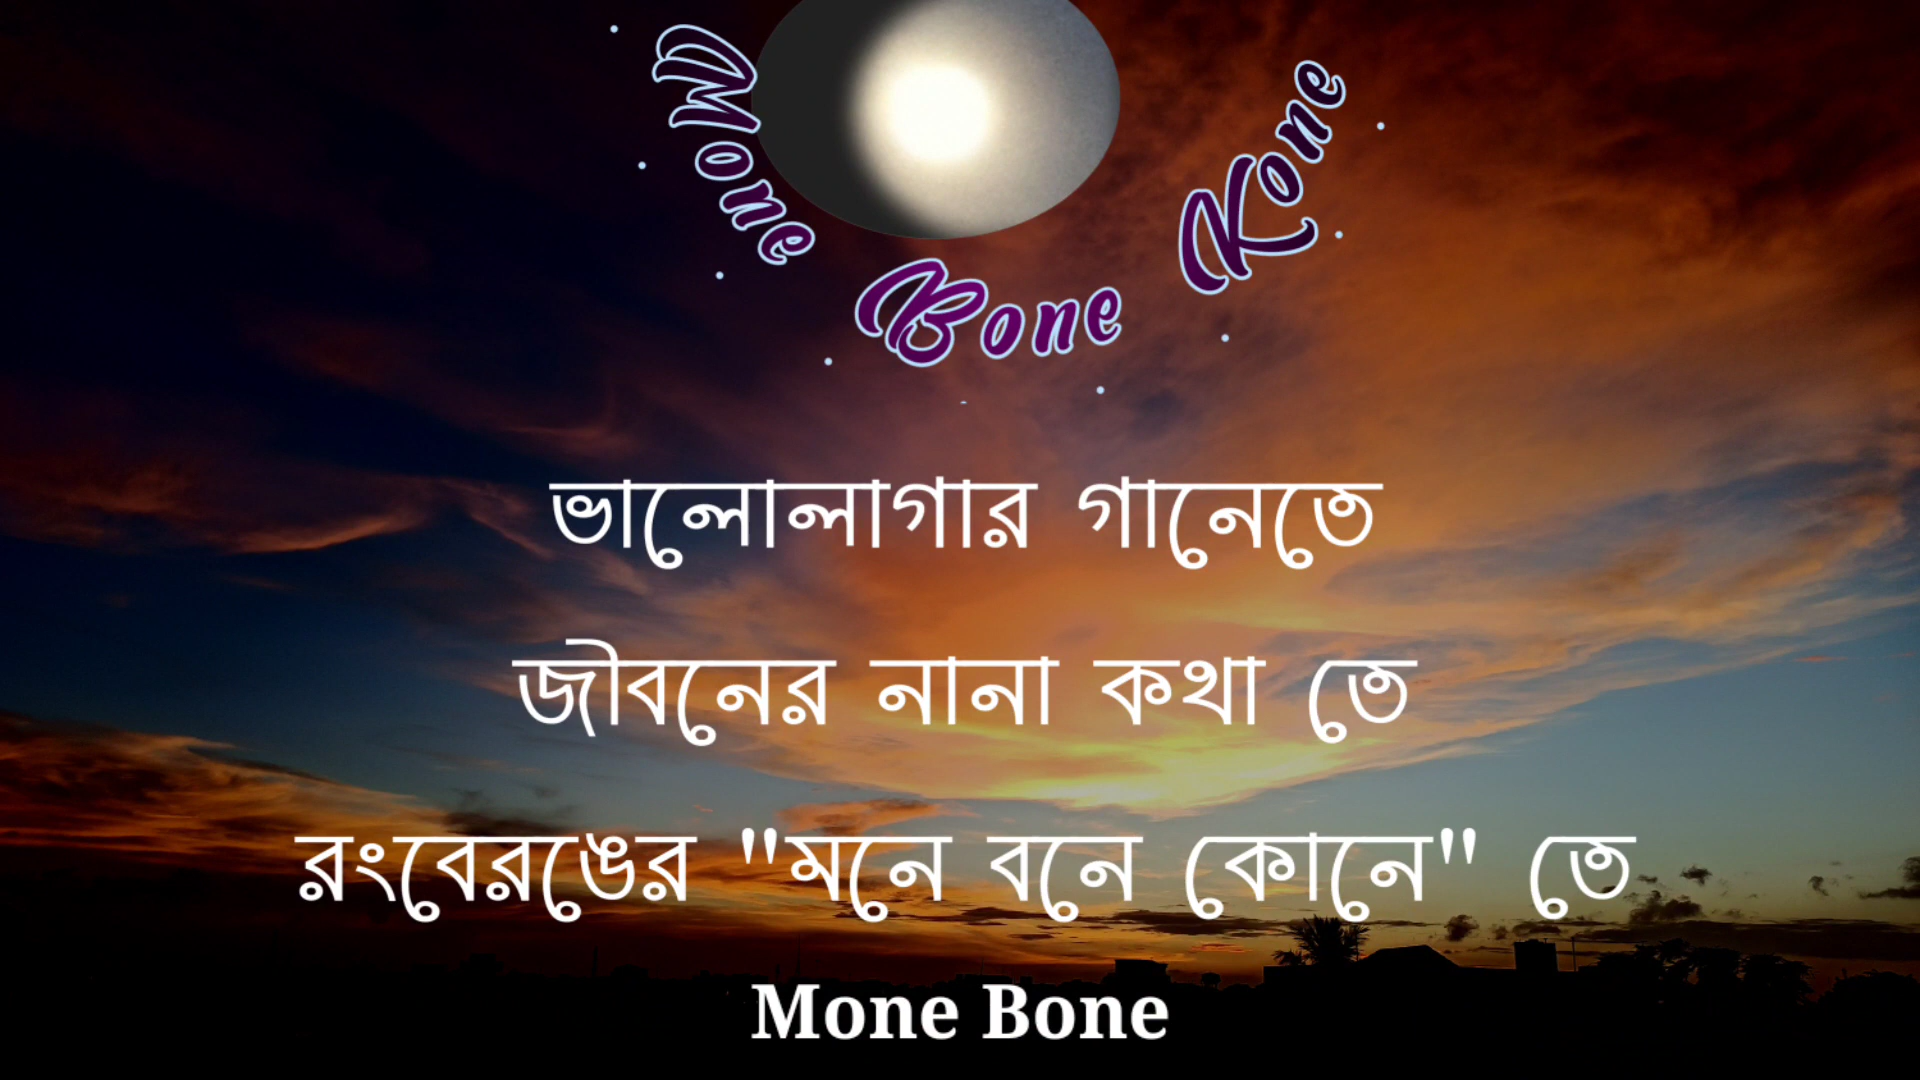 Mone Bone Kone
ভালোলাগার গানেতে
জীবনের নানা কথা তে
রংবেরঙের "মনে বনে কোনে" তে
Mone Bone